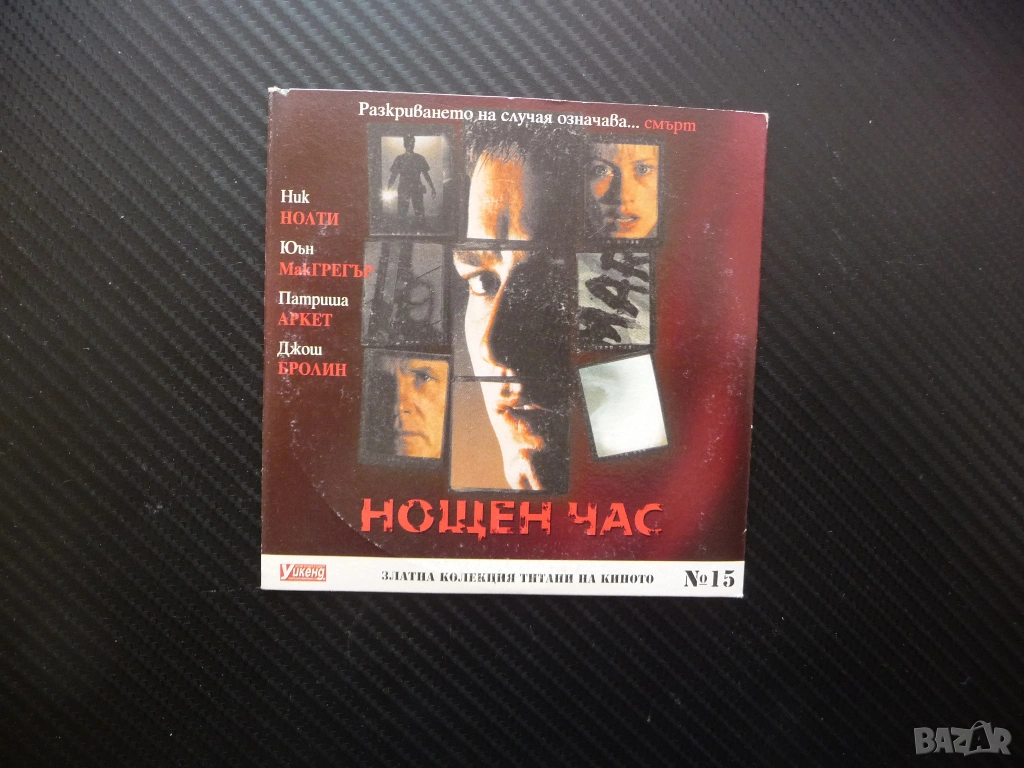 Разкриването на случая означава... смърт
Ник
НОЛТИ
Юън
МакГРЕГЪР
Патриша
АРКЕТ
Джош
БРОЛИН
НОЩЕН ЧАС
Уикенд
ЗЛАТНА КОЛЕКЦИЯ ТИТАНИ НА КИНОТО
№15
BAZAR